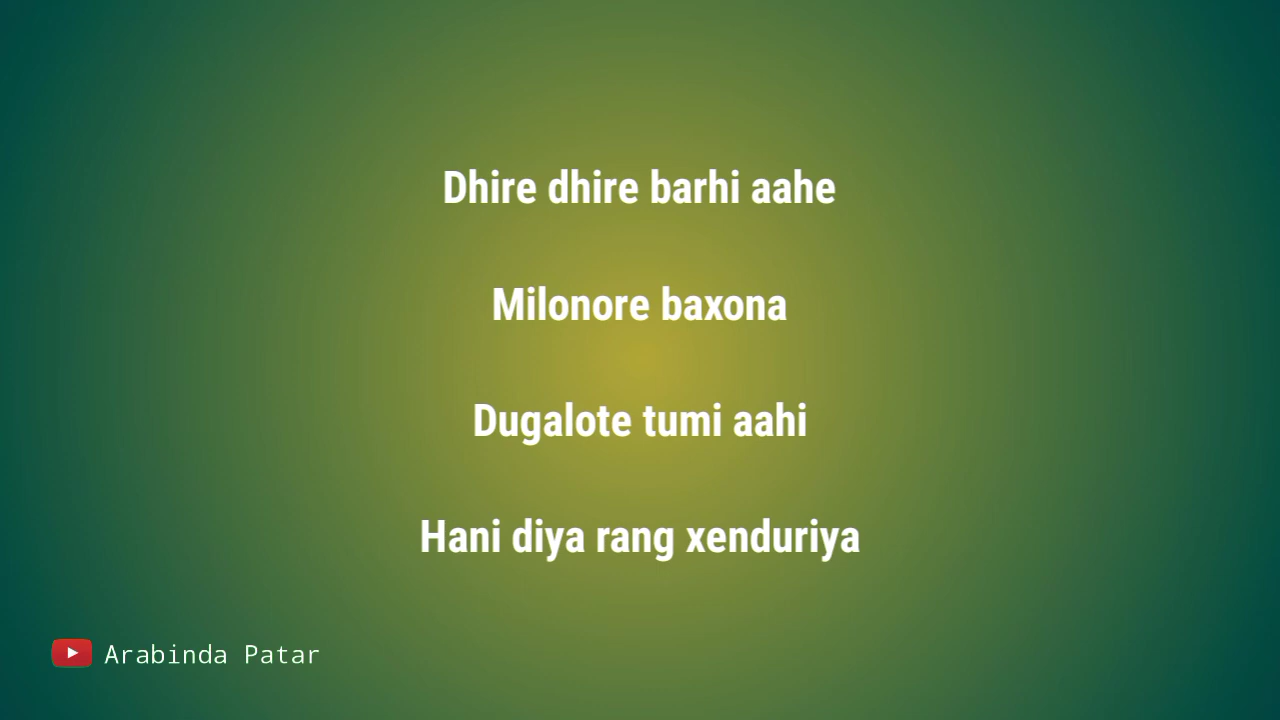 Dhire dhire barhi aahe
Milonore baxona
Dugalote tumi aahi
Hani diya rang xenduriya
Arabinda Patar